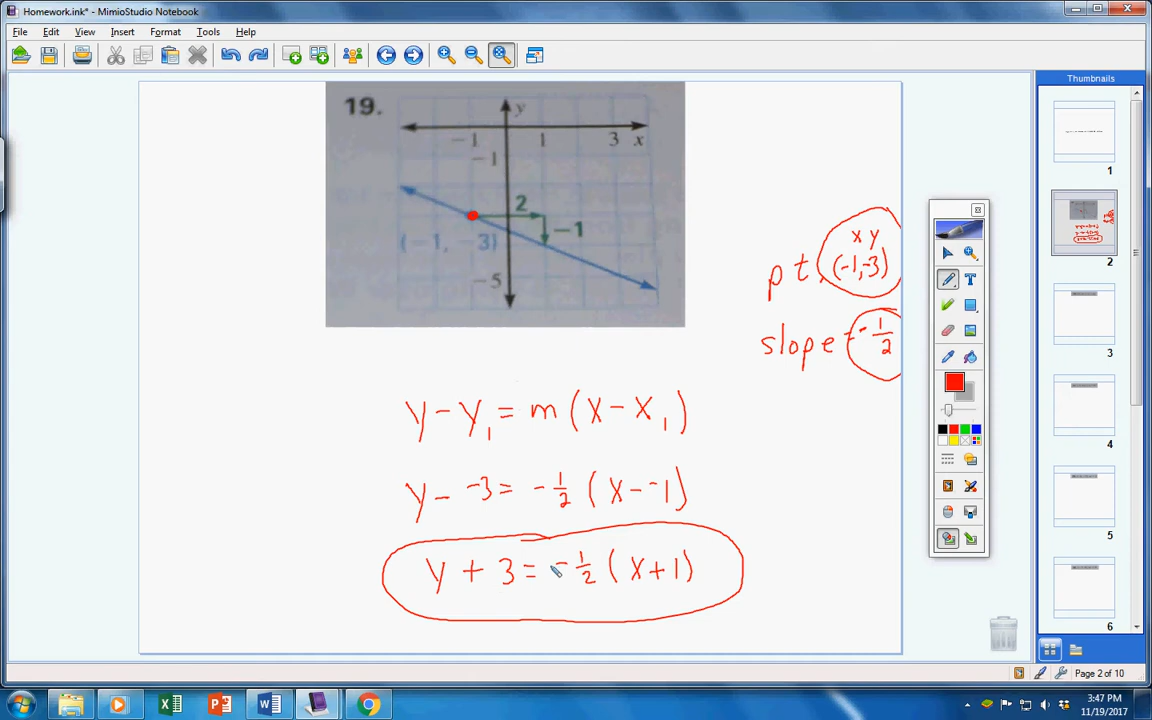 Homework.ink* - MimioStudio Notebook
File Edit View Insert Format Tools Help
Thumbnails
1
2
3
4
5
6
19.
y
-1 1 3 x
-1
2
-1
(-1, -3)
-5
x y
pt. (-1,-3)
slope = -1/2
y - y₁ = m(x - x₁)
y - -3 = -1/2 (x - -1)
y + 3 = -1/2 (x + 1)
T
Page 2 of 10
3:47 PM
11/19/2017